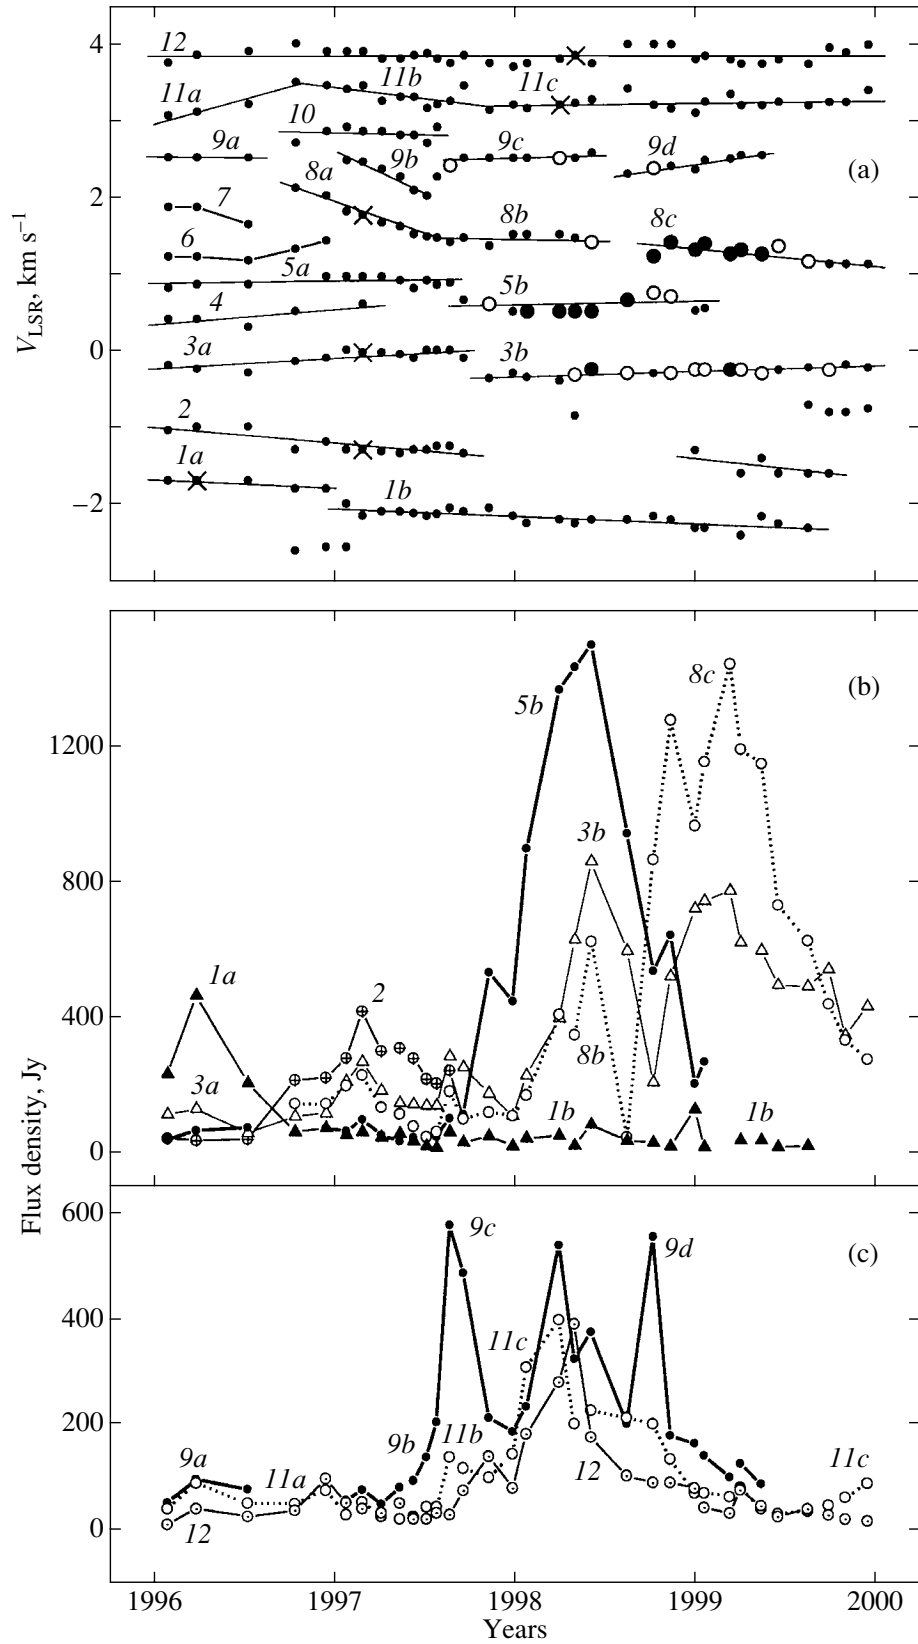 4
12
11a
11b
11c
10
9a
9b
9c
9d
(a)
8a
2
7
8b
8c
6
5a
5b
V_LSR, km s⁻¹
4
0
3a
3b
2
1a
1b
−2
(b)
5b
8c
1200
3b
800
1a
2
400
8b
3a
1b
1b
0
Flux density, Jy
600
9c
9d
(c)
400
11c
200
9b
11b
9a
11a
12
11c
12
0
1996
1997
1998
1999
2000
Years